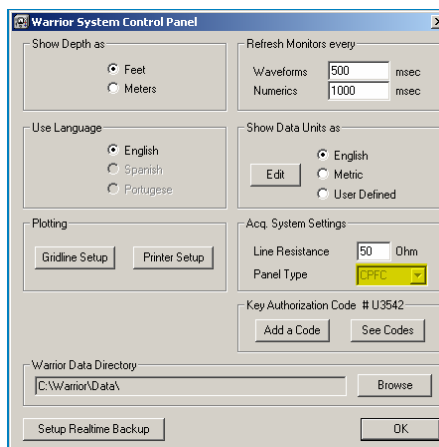 Warrior System Control Panel
Show Depth as
Feet
Meters
Refresh Monitors every
Waveforms 500 msec
Numerics 1000 msec
Use Language
English
Spanish
Portugese
Show Data Units as
Edit
English
Metric
User Defined
Plotting
Gridline Setup Printer Setup
Acq. System Settings
Line Resistance 50 Ohm
Panel Type CPFC
Key Authorization Code # U3542
Add a Code See Codes
Warrior Data Directory
C:\Warrior\Data\ Browse
Setup Realtime Backup OK